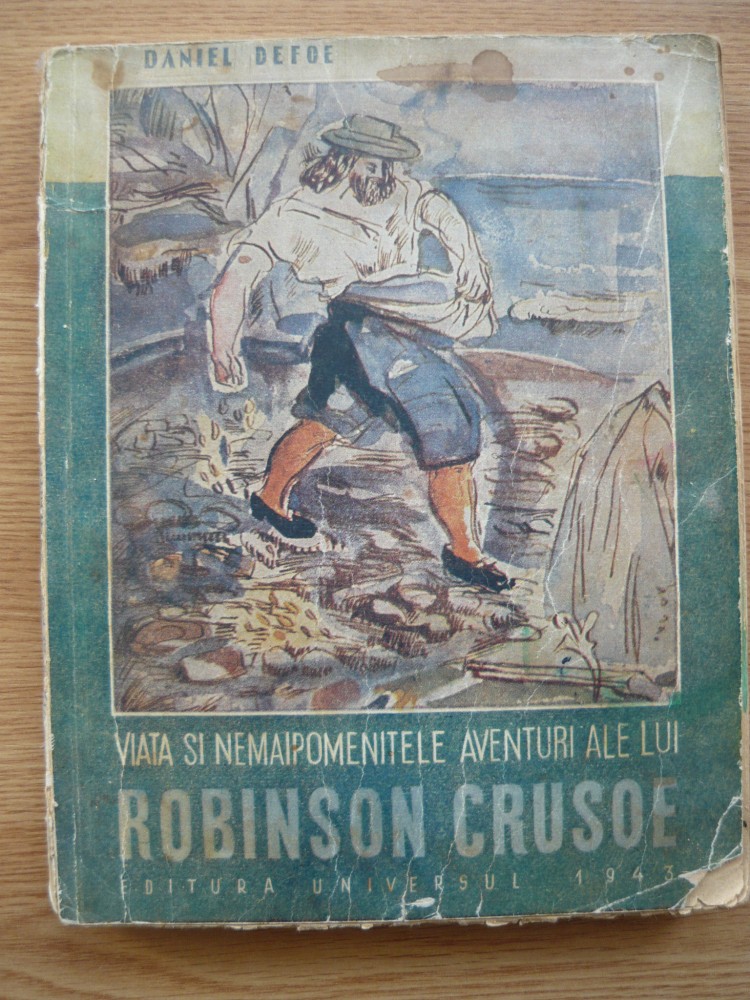 DANIEL DEFOE
VIATA SI NEMAIPOMENITELE AVENTURI ALE LUI
ROBINSON CRUSOE
EDITURA UNIVERSUL 1943